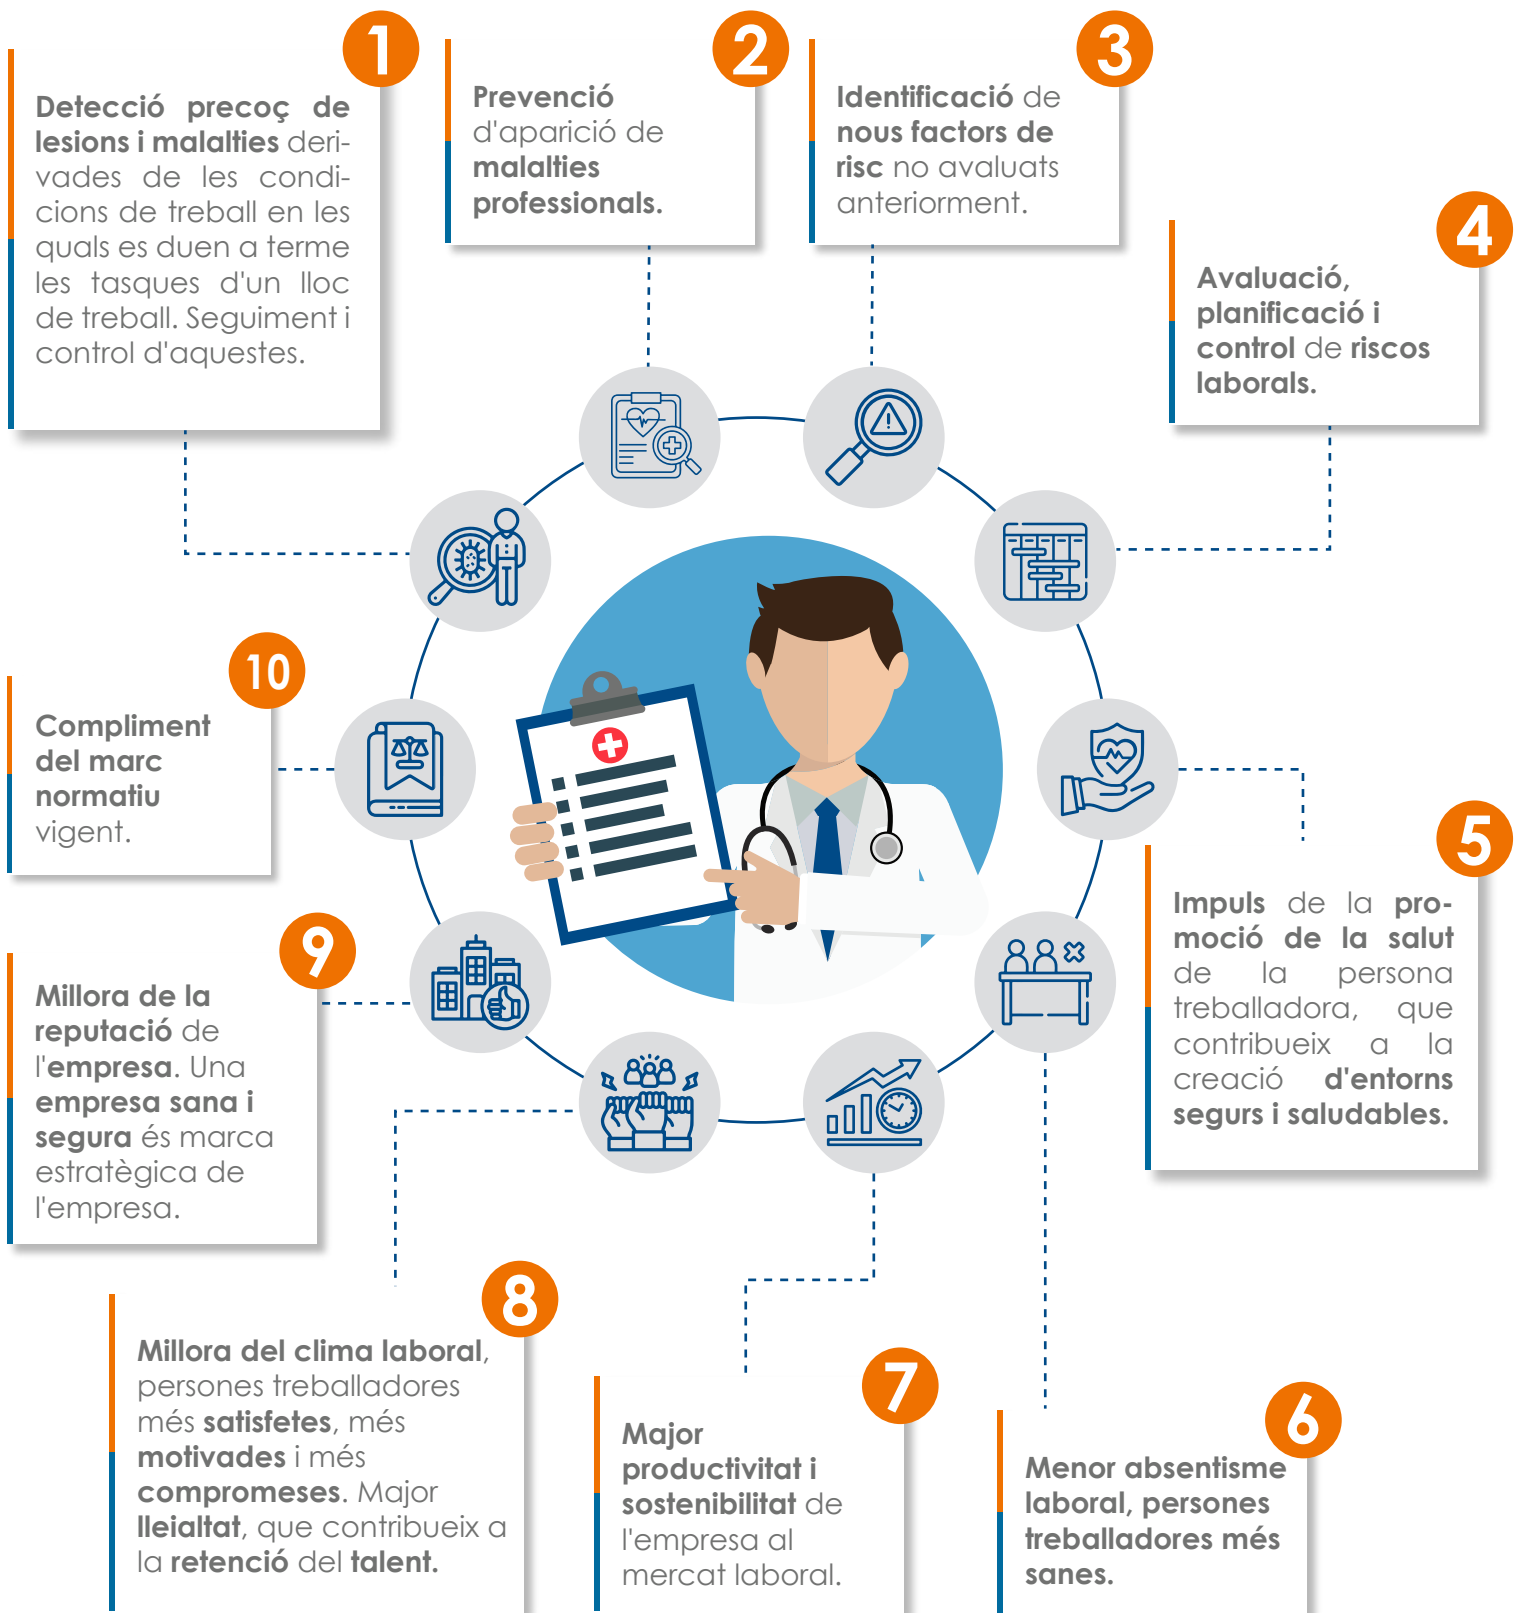 1
Detecció precoç de
lesions i malalties deri-
vades de les condi-
cions de treball en les
quals es duen a terme
les tasques d'un lloc
de treball. Seguiment i
control d'aquestes.
2
Prevenció
d'aparició de
malalties
professionals.
3
Identificació de
nous factors de
risc no avaluats
anteriorment.
4
Avaluació,
planificació i
control de riscos
laborals.
5
Impuls de la pro-
moció de la salut
de la persona
treballadora, que
contribueix a la
creació d'entorns
segurs i saludables.
6
Menor absentisme
laboral, persones
treballadores més
sanes.
7
Major
productivitat i
sostenibilitat de
l'empresa al
mercat laboral.
8
Millora del clima laboral,
persones treballadores
més satisfetes, més
motivades i més
compromeses. Major
lleialtat, que contribueix a
la retenció del talent.
9
Millora de la
reputació de
l'empresa. Una
empresa sana i
segura és marca
estratègica de
l'empresa.
10
Compliment
del marc
normatiu
vigent.